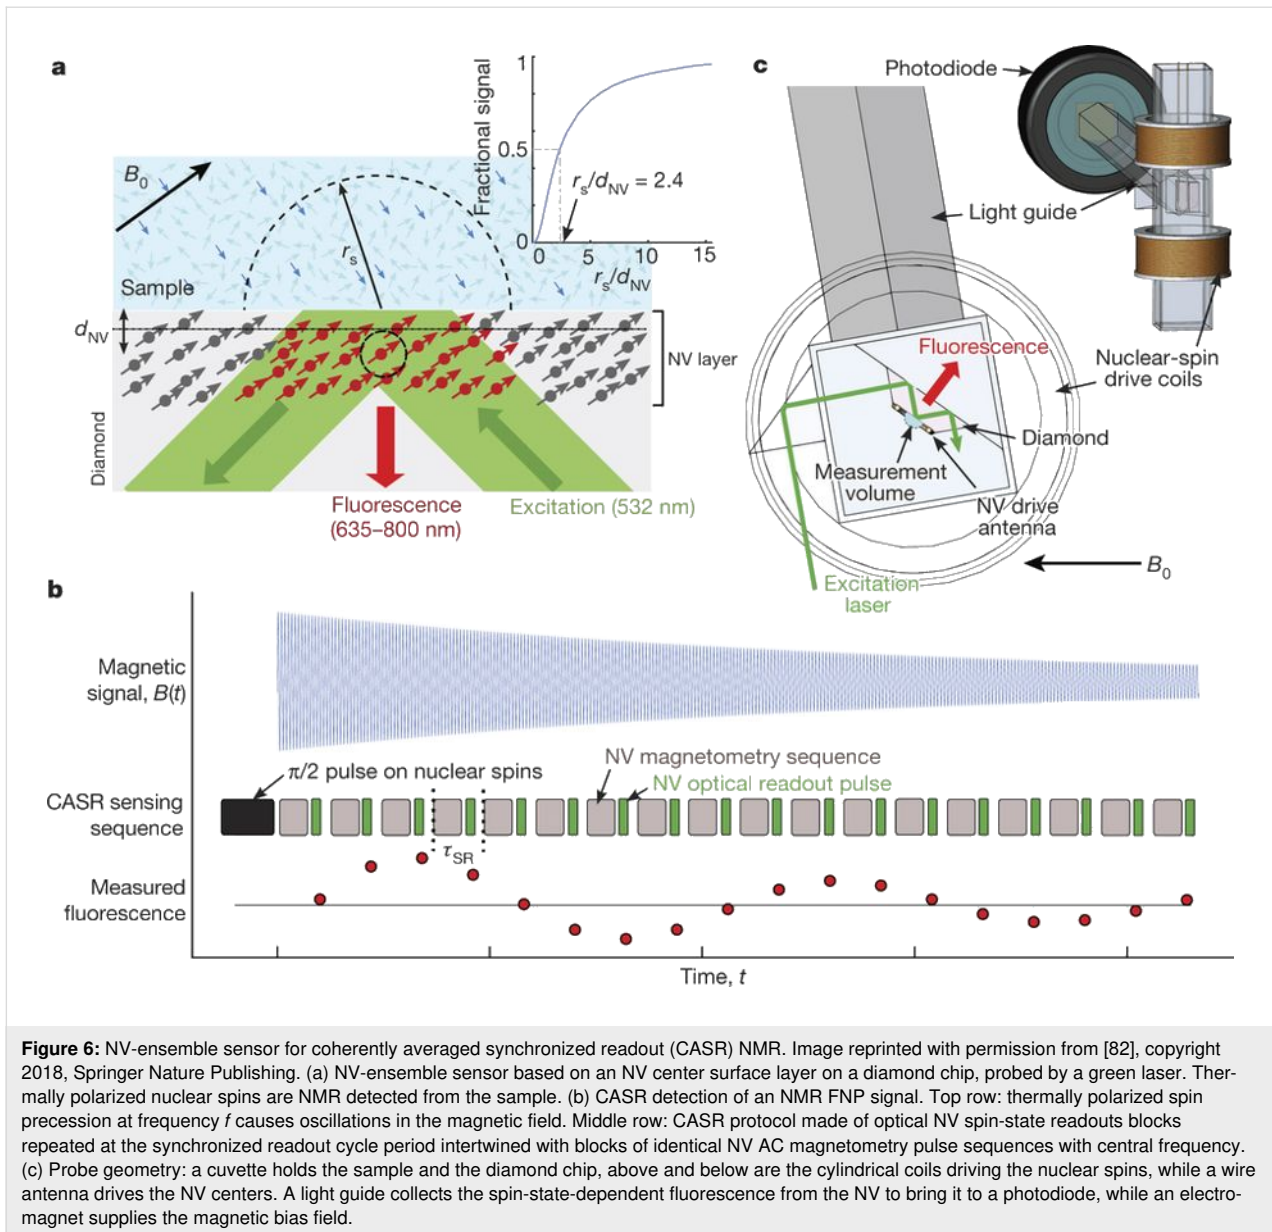 a
B0
rs
Sample
dNV
Diamond
NV layer
Fluorescence
(635–800 nm)
Excitation (532 nm)
Fractional signal
1
0.5
0
rs/dNV = 2.4
0
5
10
15
rs/dNV
c
Photodiode
Light guide
Nuclear-spin
drive coils
Fluorescence
Diamond
Measurement
volume
NV drive
antenna
Excitation
laser
B0
b
Magnetic
signal, B(t)
π/2 pulse on nuclear spins
NV magnetometry sequence
NV optical readout pulse
CASR sensing
sequence
τSR
Measured
fluorescence
Time, t
Figure 6: NV-ensemble sensor for coherently averaged synchronized readout (CASR) NMR. Image reprinted with permission from [82], copyright
2018, Springer Nature Publishing. (a) NV-ensemble sensor based on an NV center surface layer on a diamond chip, probed by a green laser. Ther-
mally polarized nuclear spins are NMR detected from the sample. (b) CASR detection of an NMR FNP signal. Top row: thermally polarized spin
precession at frequency f causes oscillations in the magnetic field. Middle row: CASR protocol made of optical NV spin-state readouts blocks
repeated at the synchronized readout cycle period intertwined with blocks of identical NV AC magnetometry pulse sequences with central frequency.
(c) Probe geometry: a cuvette holds the sample and the diamond chip, above and below are the cylindrical coils driving the nuclear spins, while a wire
antenna drives the NV centers. A light guide collects the spin-state-dependent fluorescence from the NV to bring it to a photodiode, while an electro-
magnet supplies the magnetic bias field.